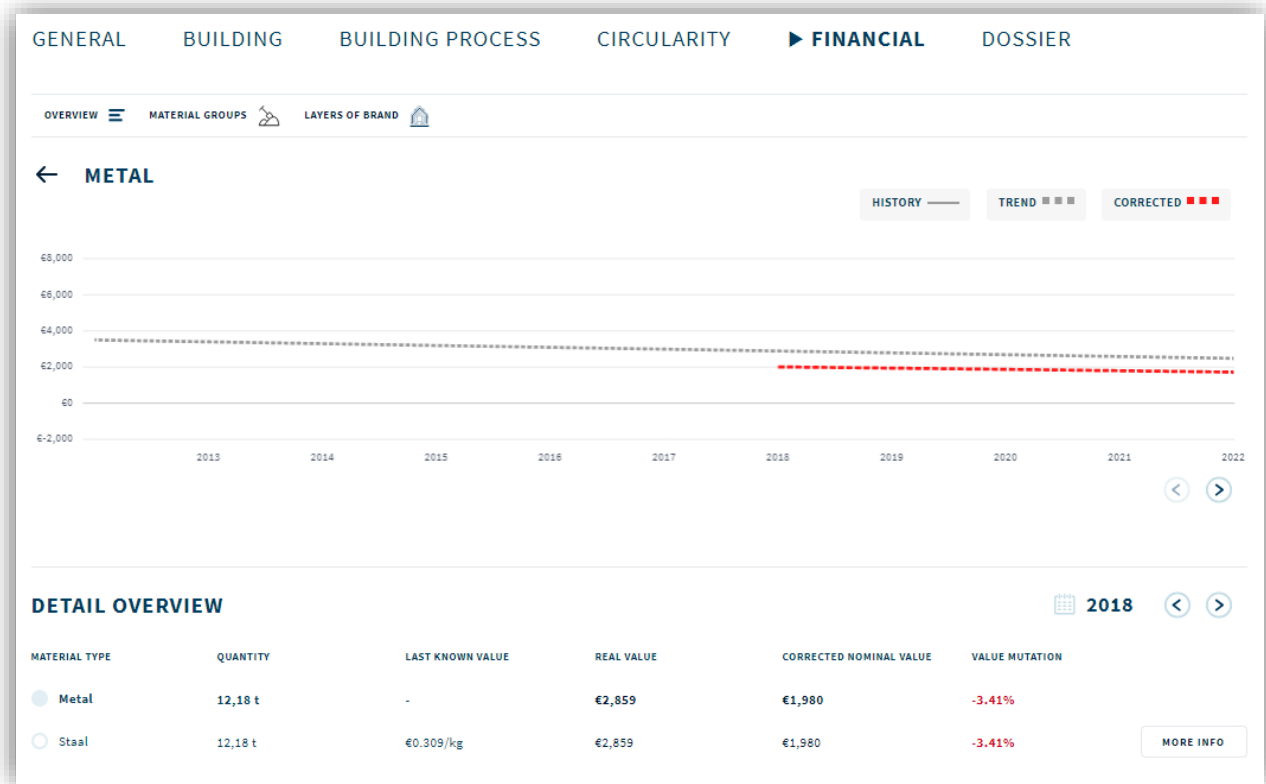 GENERAL BUILDING BUILDING PROCESS CIRCULARITY FINANCIAL DOSSIER
OVERVIEW MATERIAL GROUPS LAYERS OF BRAND
METAL
HISTORY TREND CORRECTED
€8,000
€6,000
€4,000
€2,000
€0
€-2,000
2013 2014 2015 2016 2017 2018 2019 2020 2021 2022
DETAIL OVERVIEW 2018
MATERIAL TYPE QUANTITY LAST KNOWN VALUE REAL VALUE CORRECTED NOMINAL VALUE VALUE MUTATION
Metal 12,18 t - €2,859 €1,980 -3.41%
Staal 12,18 t €0.309/kg €2,859 €1,980 -3.41% MORE INFO